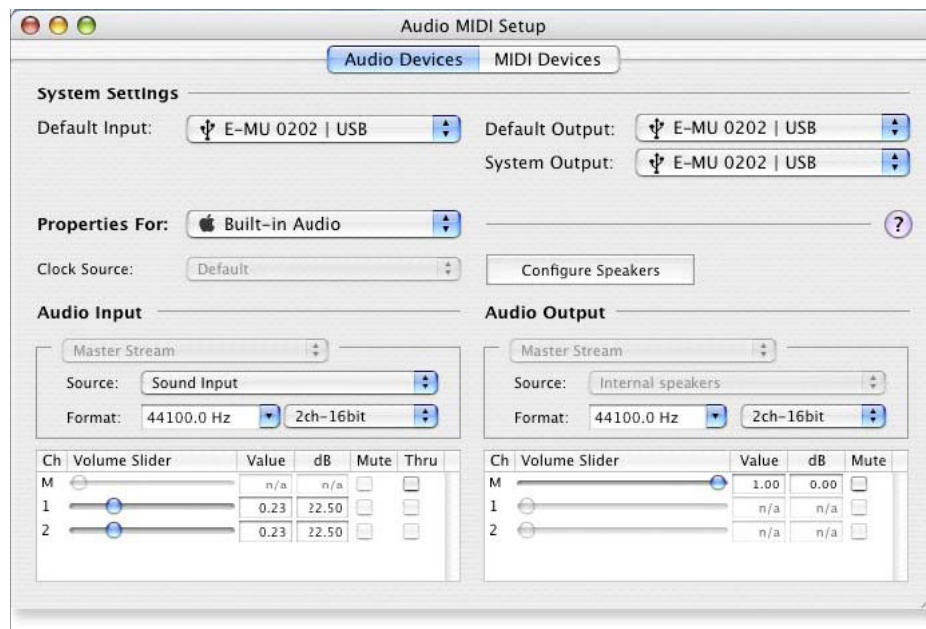 Audio MIDI Setup
Audio Devices MIDI Devices
System Settings
Default Input: E-MU 0202 | USB
Default Output: E-MU 0202 | USB
System Output: E-MU 0202 | USB
Properties For: Built-in Audio ?
Clock Source: Default
Configure Speakers
Audio Input
Master Stream
Source: Sound Input
Format: 44100.0 Hz 2ch-16bit
Ch Volume Slider Value dB Mute Thru
M n/a n/a
1 0.23 22.50
2 0.23 22.50
Audio Output
Master Stream
Source: Internal speakers
Format: 44100.0 Hz 2ch-16bit
Ch Volume Slider Value dB Mute
M 1.00 0.00
1 n/a n/a
2 n/a n/a